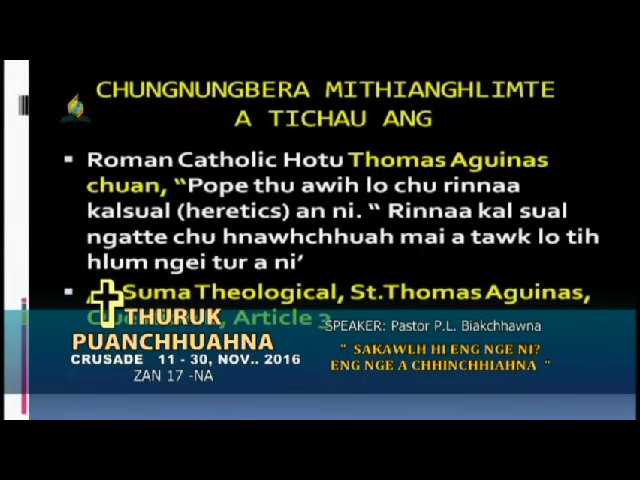 CHUNGNUNGBERA MITHIANGHLIMTE
A TICHAU ANG
Roman Catholic Hotu Thomas Aguinas
chuan, “Pope thu awih lo chu rinnaa
kalsual (heretics) an ni. “ Rinnaa kal sual
ngatte chu hnawhchhuah mai a tawk lo tih
hlum ngei tur a ni’
Suma Theological, St.Thomas Aguinas,
Article 3
THURUK
PUANCHHUAHNA
CRUSADE 11 - 30, NOV.. 2016
ZAN 17 -NA
SPEAKER: Pastor P.L. Biakchhawna
" SAKAWLH HI ENG NGE NI?
ENG NGE A CHHINCHHIAHNA "